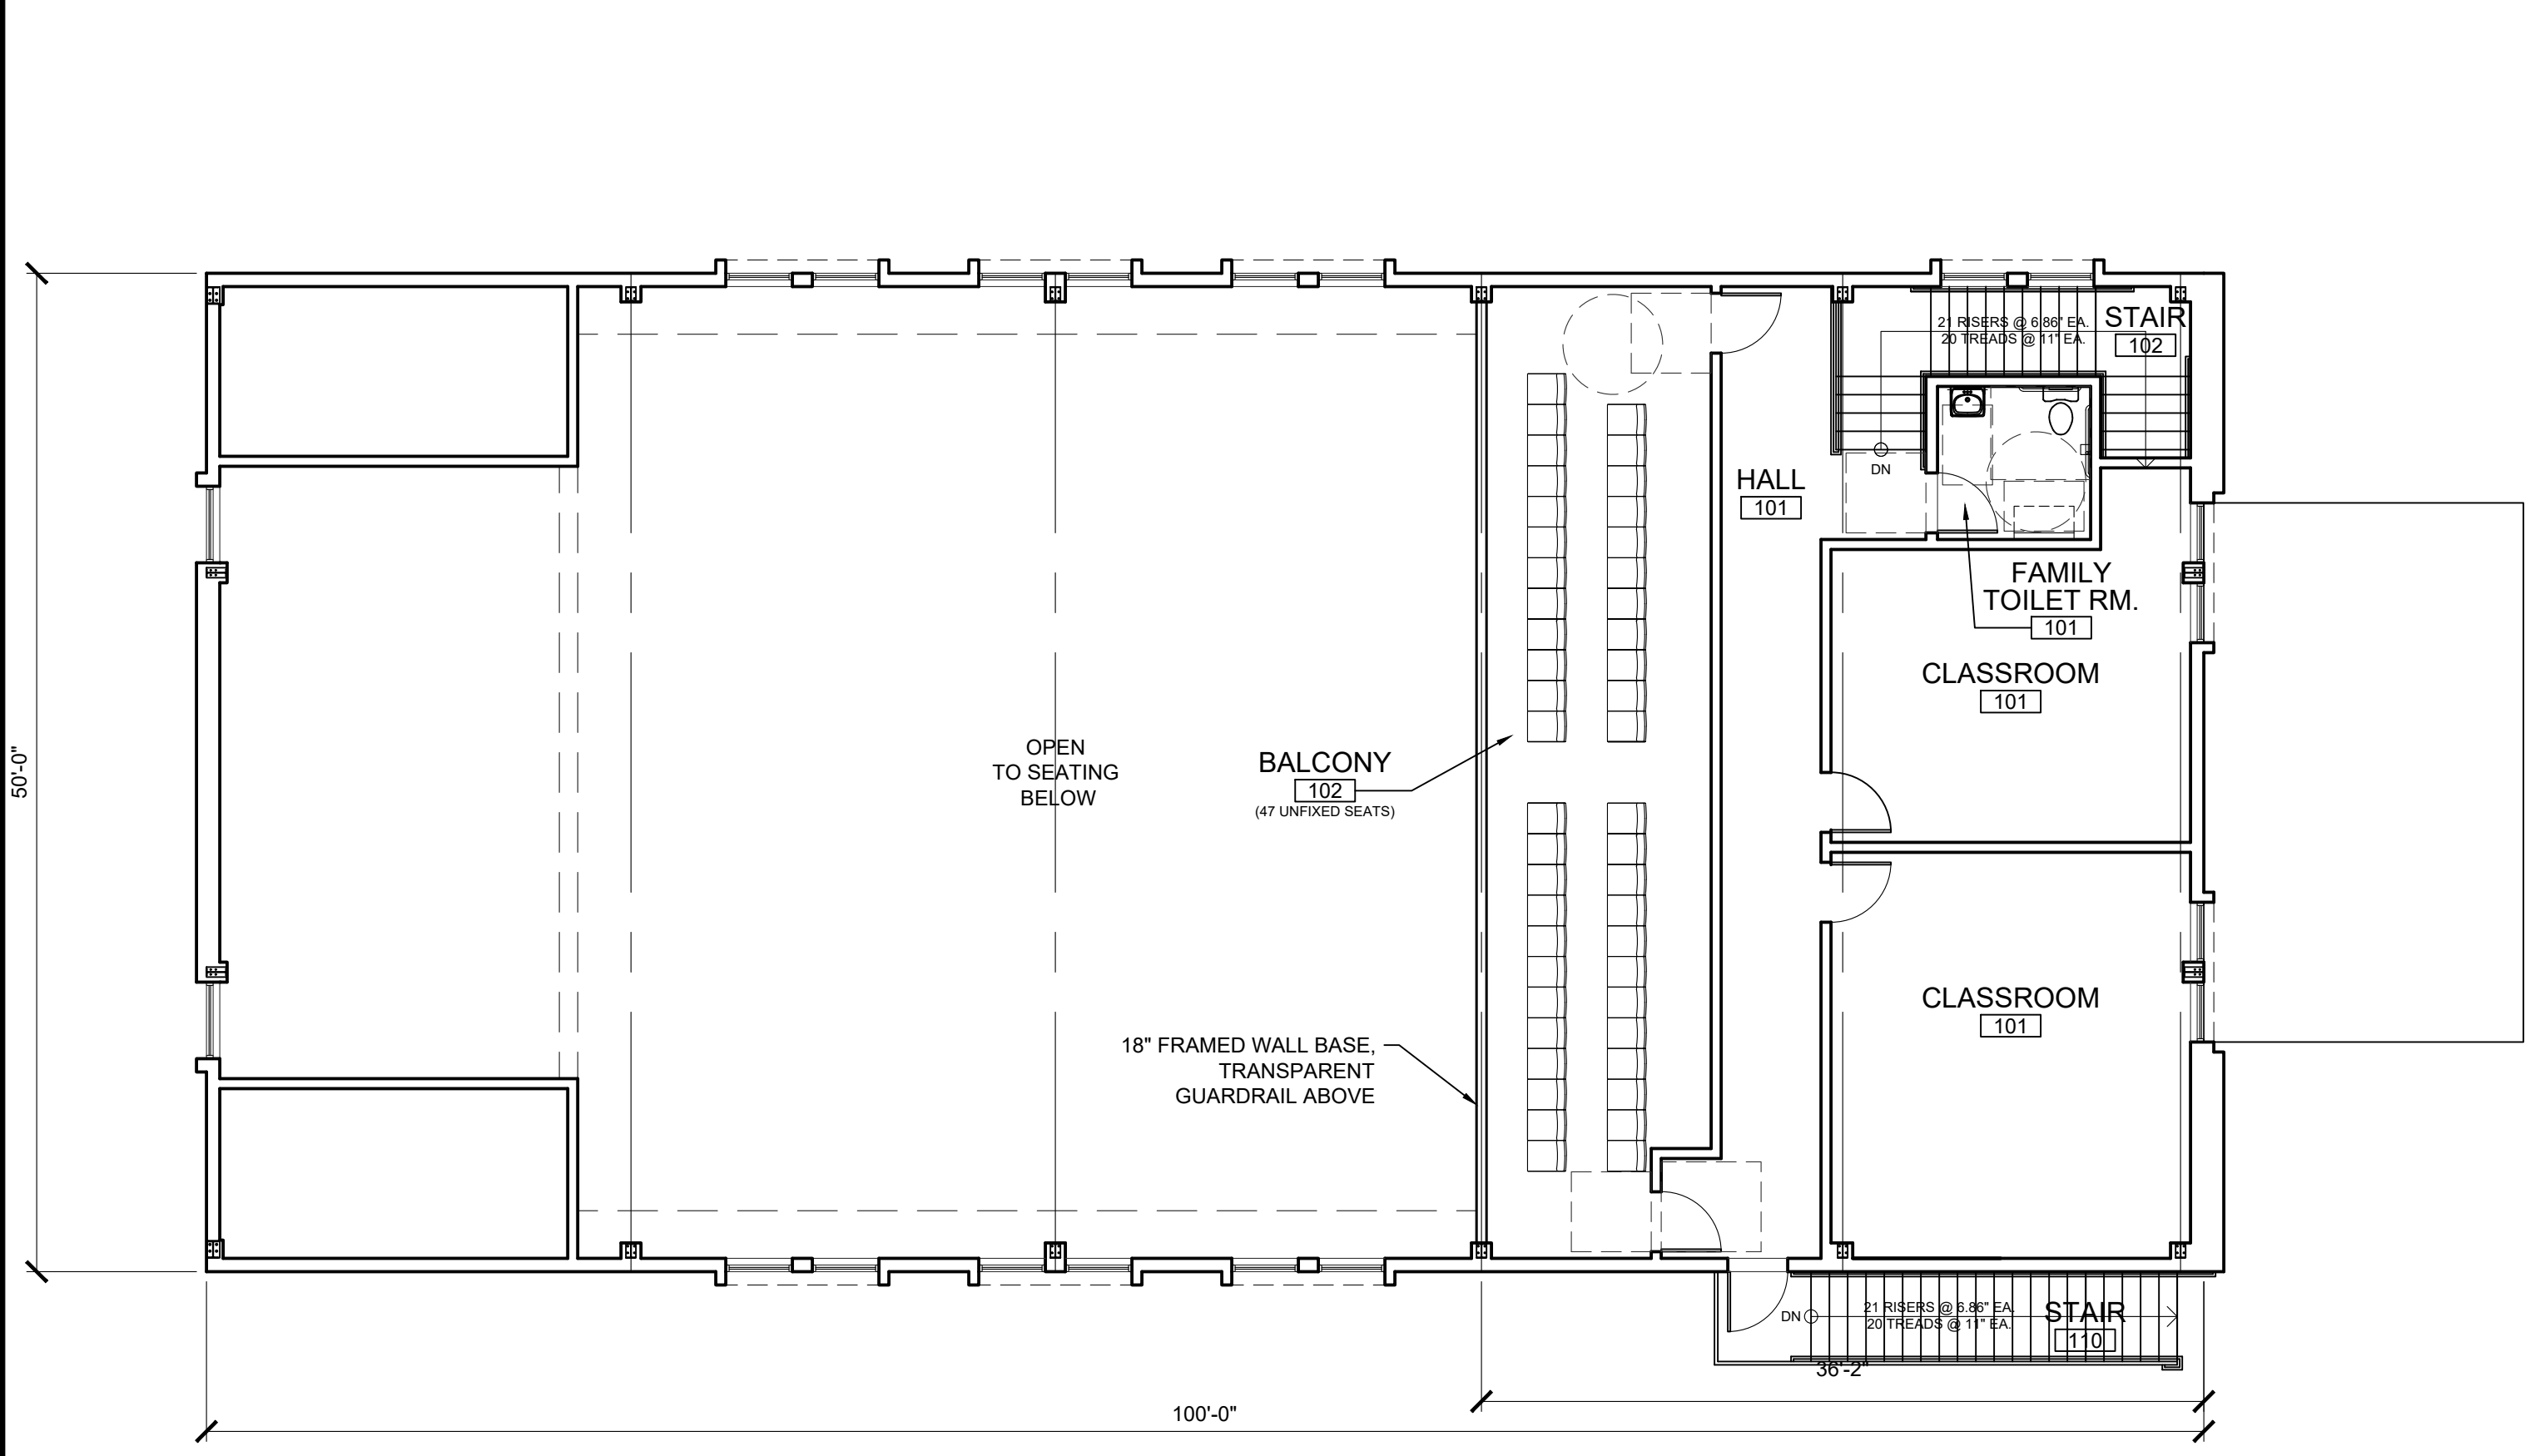 21 RISERS @ 6.86" EA.
20 TREADS @ 11" EA.
STAIR
102
DN
HALL
101
FAMILY
TOILET RM.
101
CLASSROOM
101
50'-0"
OPEN
TO SEATING
BELOW
BALCONY
102
(47 UNFIXED SEATS)
18" FRAMED WALL BASE,
TRANSPARENT
GUARDRAIL ABOVE
CLASSROOM
101
DN
21 RISERS @ 6.86" EA.
20 TREADS @ 11" EA.
STAIR
110
36'-2"
100'-0"